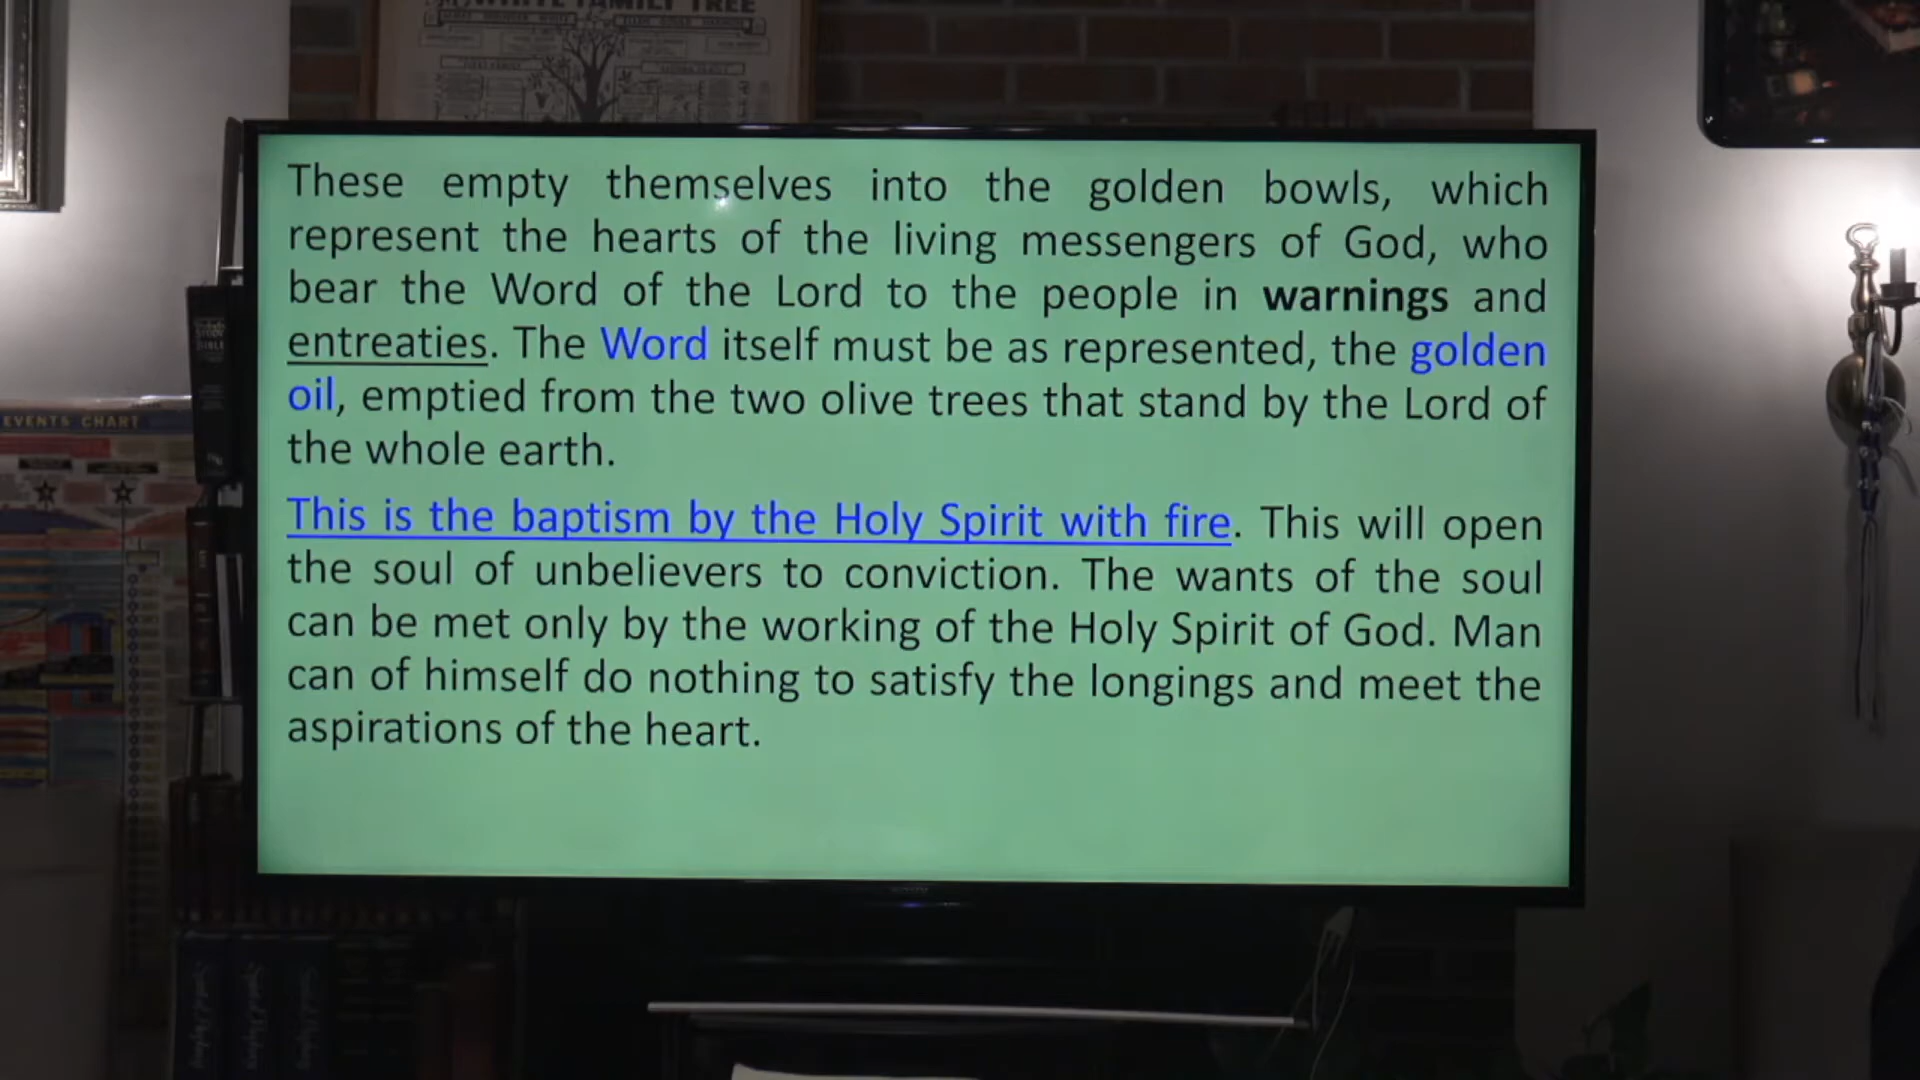 WHITE FAMILY TREE
These empty themselves into the golden bowls, which
represent the hearts of the living messengers of God, who
bear the Word of the Lord to the people in warnings and
entreaties. The Word itself must be as represented, the golden
oil, emptied from the two olive trees that stand by the Lord of
the whole earth.
This is the baptism by the Holy Spirit with fire. This will open
the soul of unbelievers to conviction. The wants of the soul
can be met only by the working of the Holy Spirit of God. Man
can of himself do nothing to satisfy the longings and meet the
aspirations of the heart.
EVENTS CHART